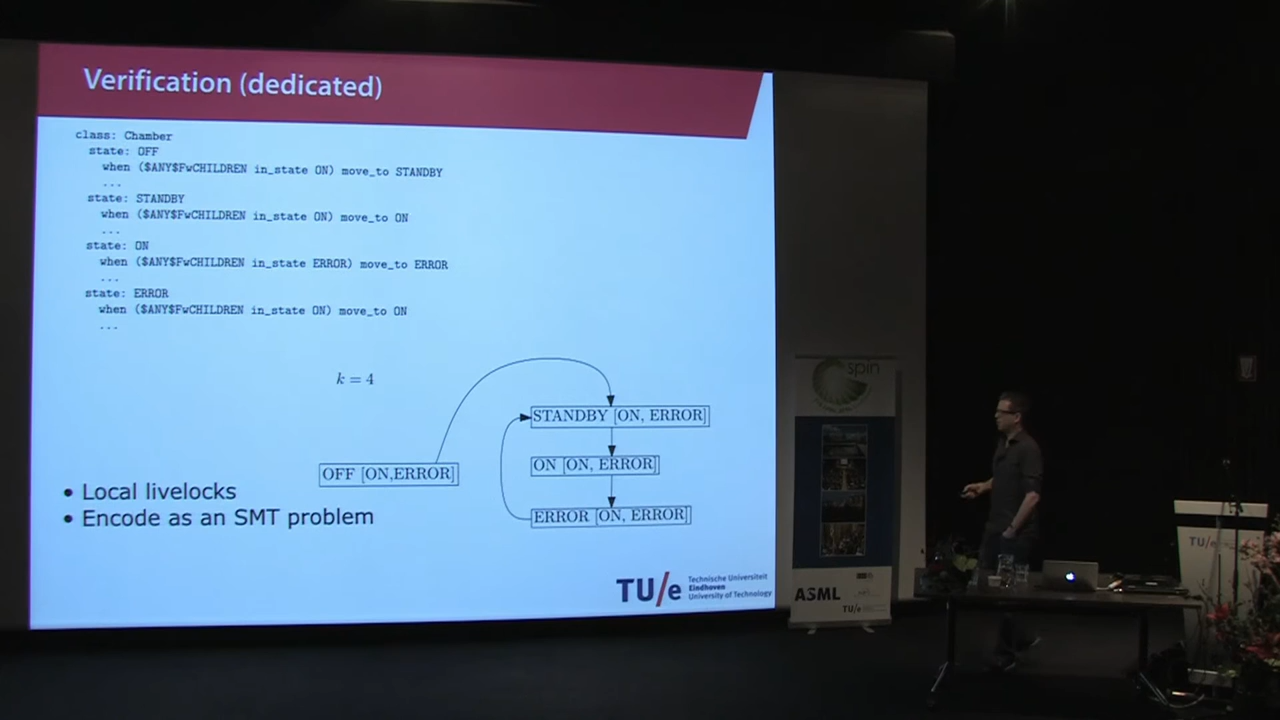 Verification (dedicated)
class: Chamber
state: OFF
when ($ANY$FwCHILDREN in_state ON) move_to STANDBY
...
state: STANDBY
when ($ANY$FwCHILDREN in_state ON) move_to ON
...
state: ON
when ($ANY$FwCHILDREN in_state ERROR) move_to ERROR
...
state: ERROR
when ($ANY$FwCHILDREN in_state ON) move_to ON
...
k = 4
STANDBY [ON, ERROR]
OFF [ON,ERROR]
ON [ON, ERROR]
ERROR [ON, ERROR]
• Local livelocks
• Encode as an SMT problem
TU/e Technische Universiteit
Eindhoven
University of Technology
spin
ASML
TU/e
TU/e